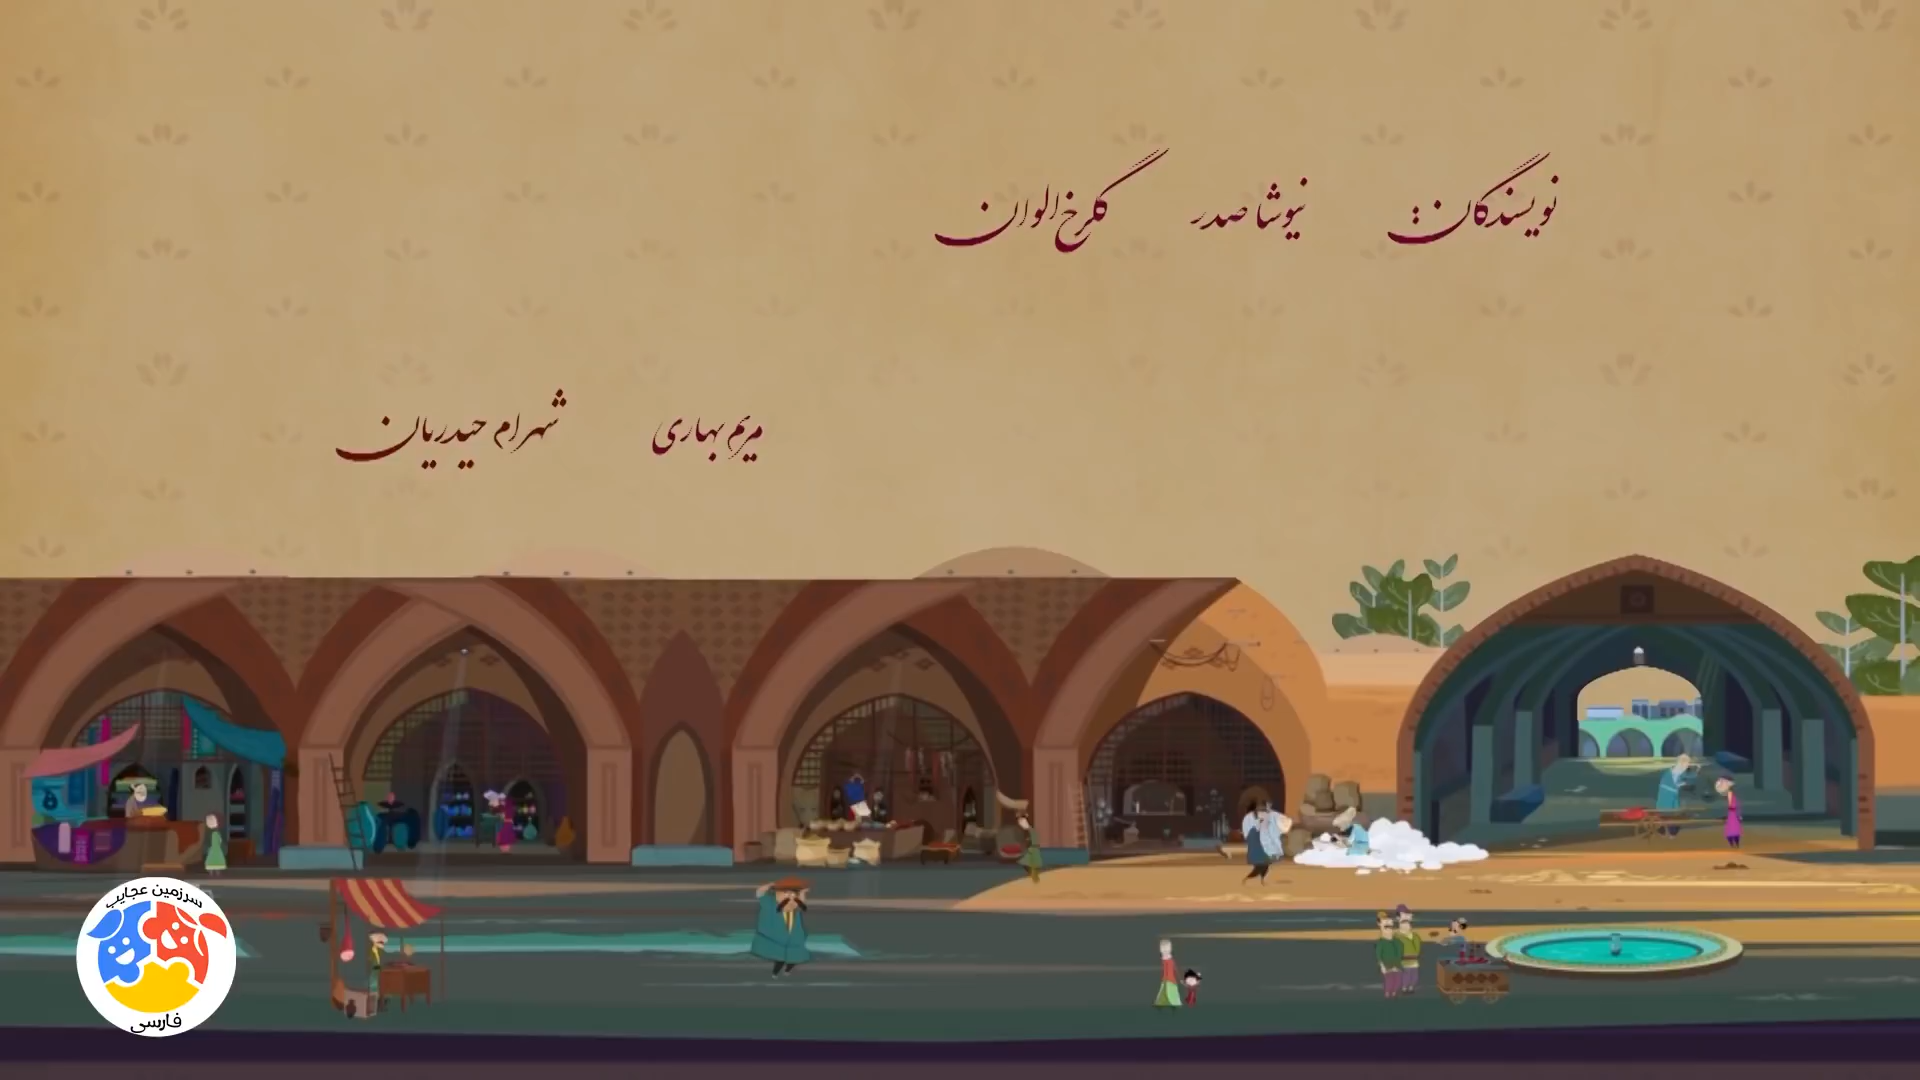 نویسندگان: نیوشا صدر گلرخ الوان
مریم بهاری شهرام حیدریان
سرزمین عجایب
فارسی